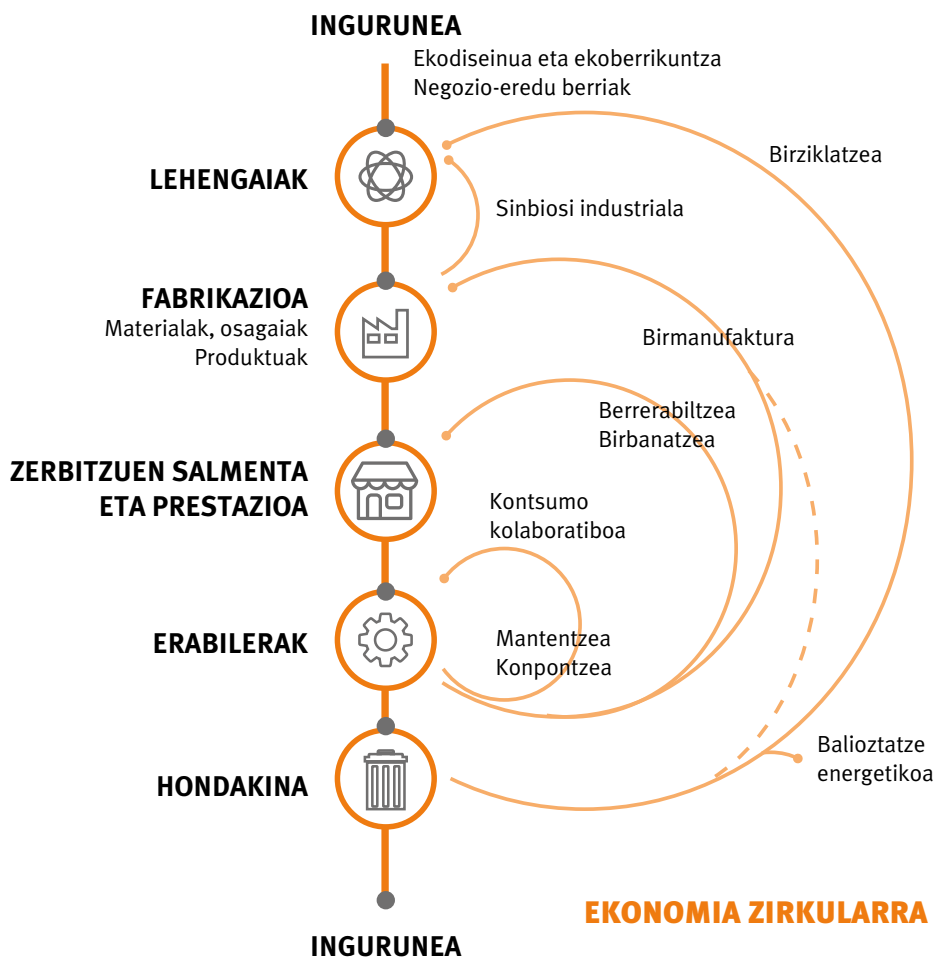 INGURUNEA
Ekodiseinua eta ekoberrikuntza
Negozio-eredu berriak
Birziklatzea
LEHENGAIAK
Sinbiosi industriala
FABRIKAZIOA
Materialak, osagaiak
Produktuak
Birmanufaktura
Berrerabiltzea
Birbanatzea
ZERBITZUEN SALMENTA
ETA PRESTAZIOA
Kontsumo
kolaboratiboa
ERABILERAK
Mantentzea
Konpontzea
Balioztatze
energetikoa
HONDAKINA
EKONOMIA ZIRKULARRA
INGURUNEA